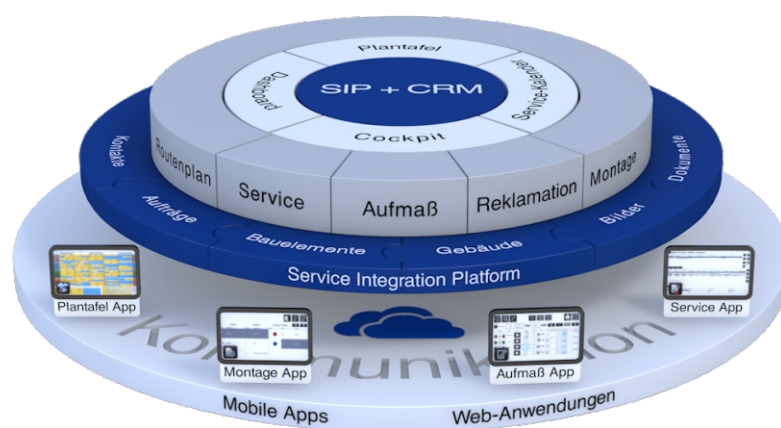 Plantafel
Dashboard
SIP + CRM
Service-Kalender
Cockpit
Routenplan
Service
Aufmaß
Reklamation
Montage
Kontakte
Aufträge
Bauelemente
Gebäude
Bilder
Dokumente
Service Integration Platform
Plantafel App
Montage App
Aufmaß App
Service App
Kommunikation
Mobile Apps
Web-Anwendungen